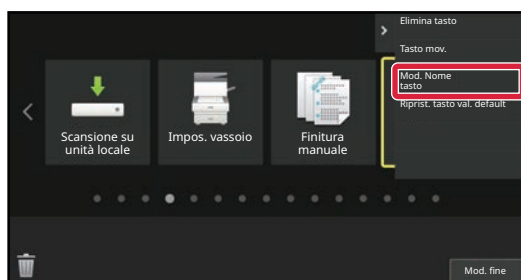 Elimina tasto
Tasto mov.
Mod. Nome
tasto
Riprist. tasto val. default
Scansione su
unità locale
Impos. vassoio
Finitura
manuale
Mod. fine